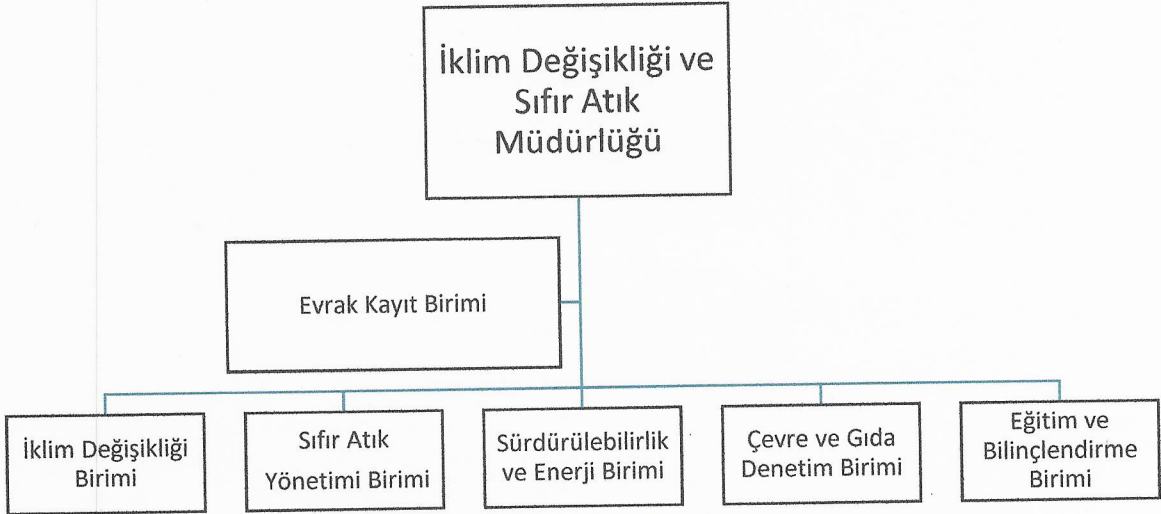 İklim Değişikliği ve
Sıfır Atık
Müdürlüğü
Evrak Kayıt Birimi
İklim Değişikliği
Birimi
Sıfır Atık
Yönetimi Birimi
Sürdürülebilirlik
ve Enerji Birimi
Çevre ve Gıda
Denetim Birimi
Eğitim ve
Bilinçlendirme
Birimi